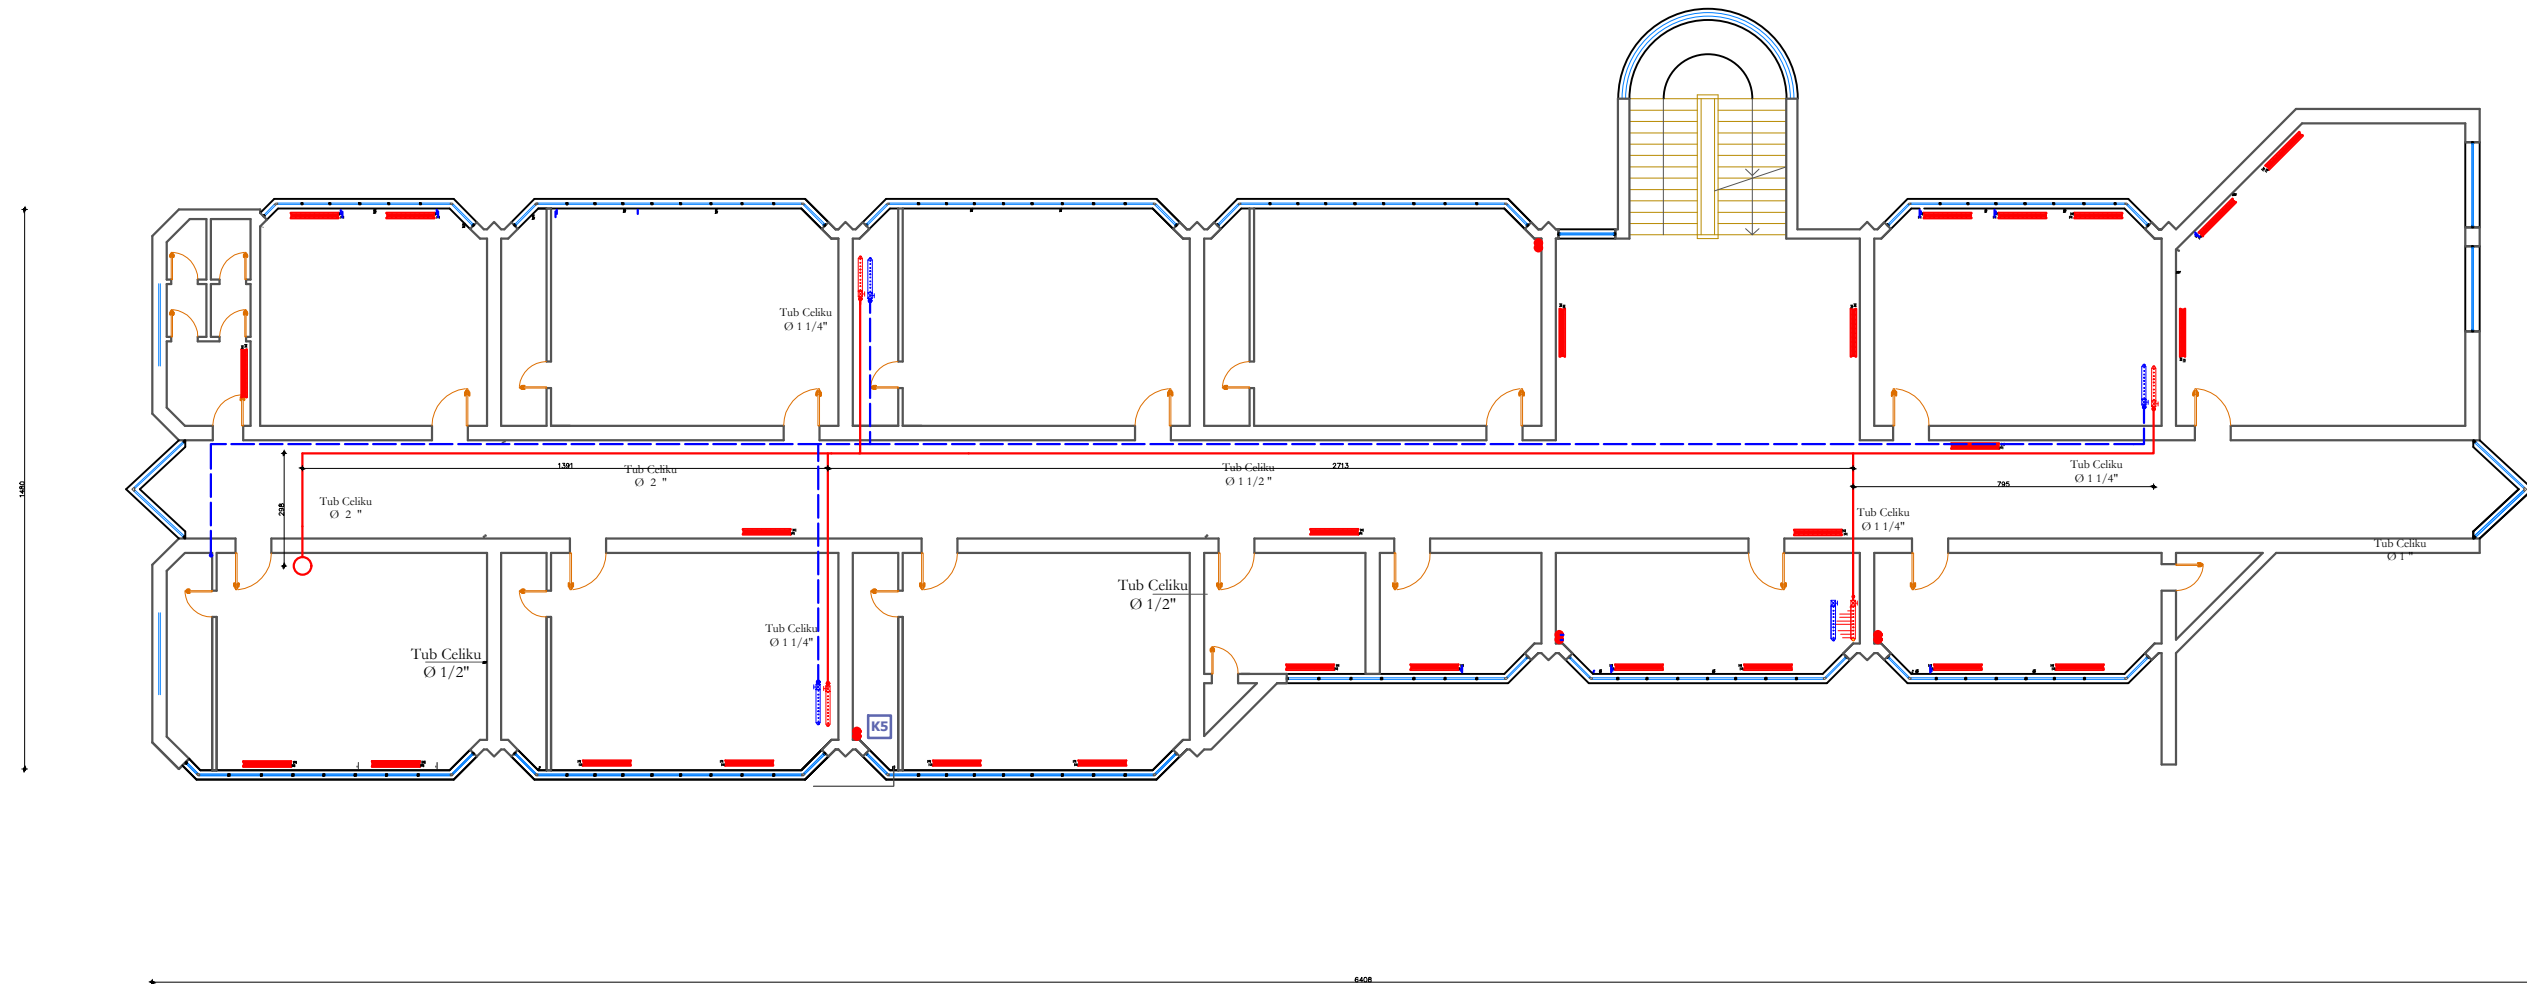 Tub Celiku
Ø 1 1/4"
1480
1391
Tub Celiku
Ø 2 "
Tub Celiku
Ø 1 1/2 "
2713
Tub Celiku
Ø 1 1/4"
795
298
Tub Celiku
Ø 2 "
Tub Celiku
Ø 1 1/4"
Tub Celiku
Ø 1 "
Tub Celiku
Ø 1/2"
Tub Celiku
Ø 1 1/4"
Tub Celiku
Ø 1/2"
K5
6408